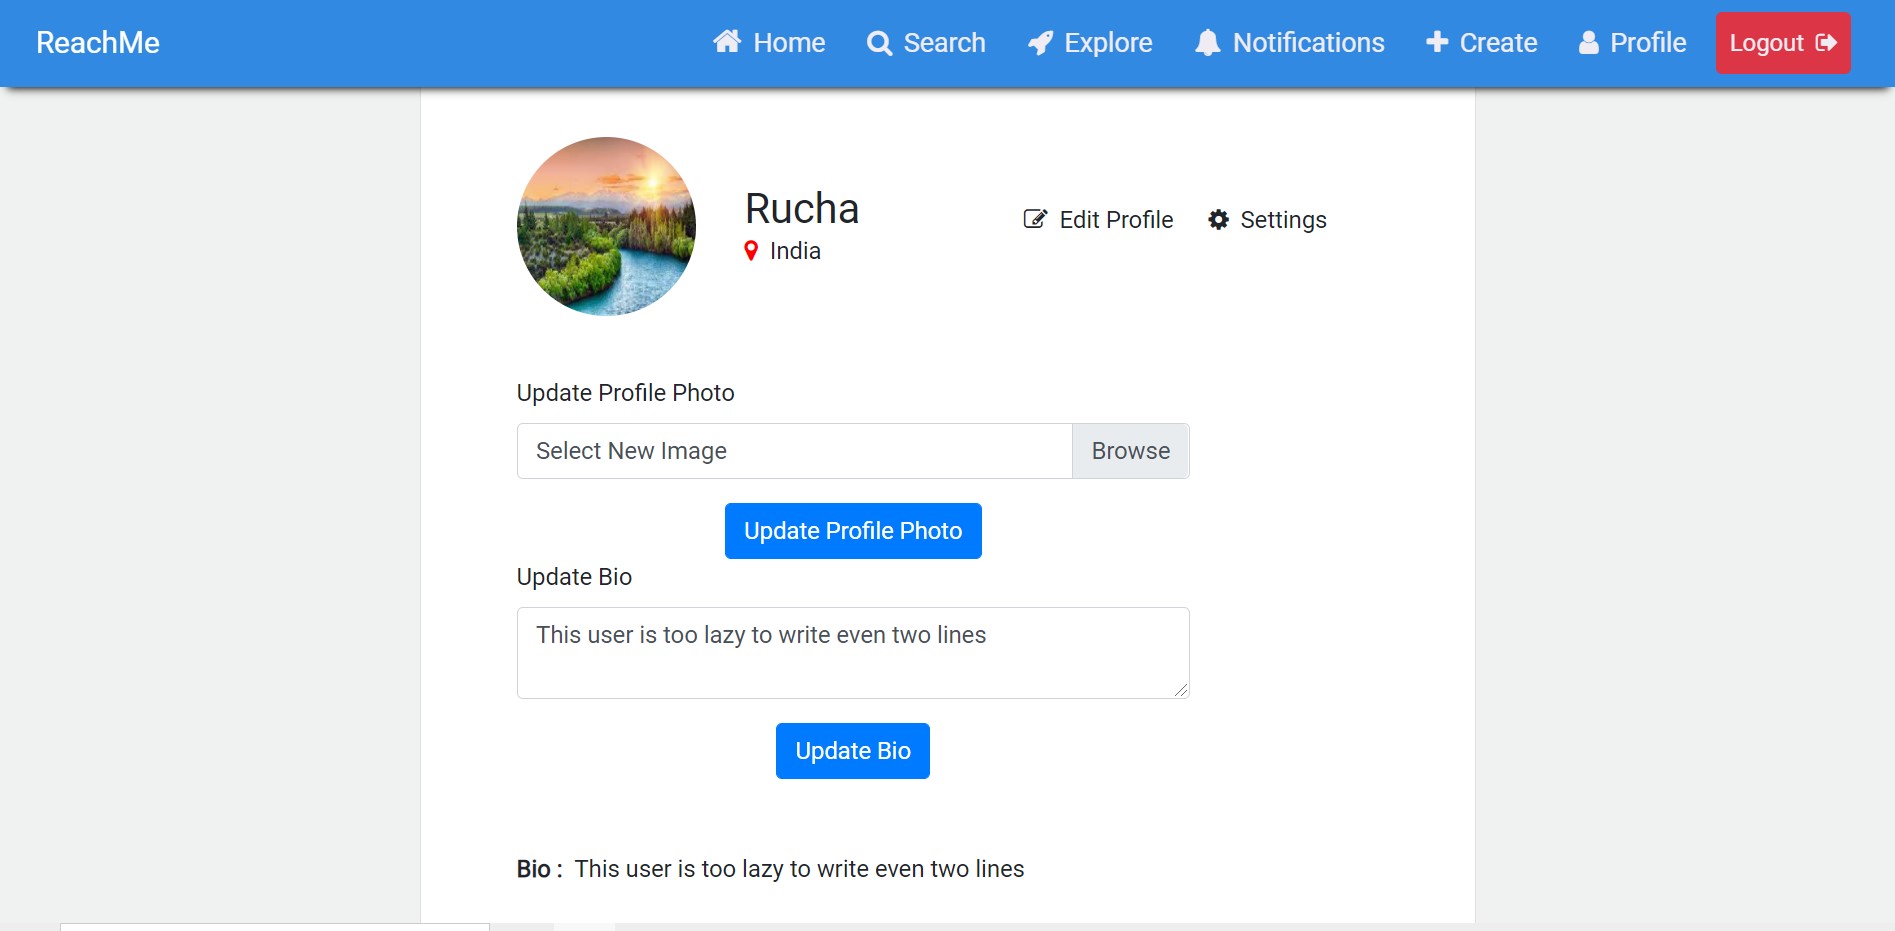 ReachMe Home Search Explore Notifications Create Profile Logout
Rucha
India
Edit Profile Settings
Update Profile Photo
Select New Image Browse
Update Profile Photo
Update Bio
This user is too lazy to write even two lines
Update Bio
Bio : This user is too lazy to write even two lines